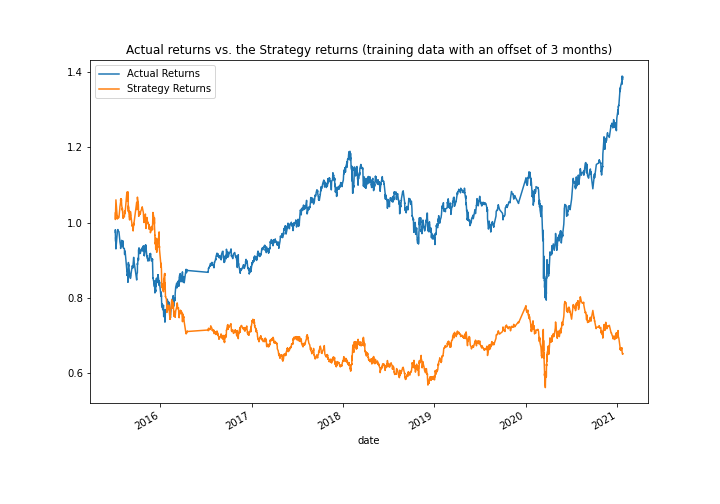 Actual returns vs. the Strategy returns (training data with an offset of 3 months)
Actual Returns
Strategy Returns
1.4
1.2
1.0
0.8
0.6
2016
2017
2018
2019
2020
2021
date